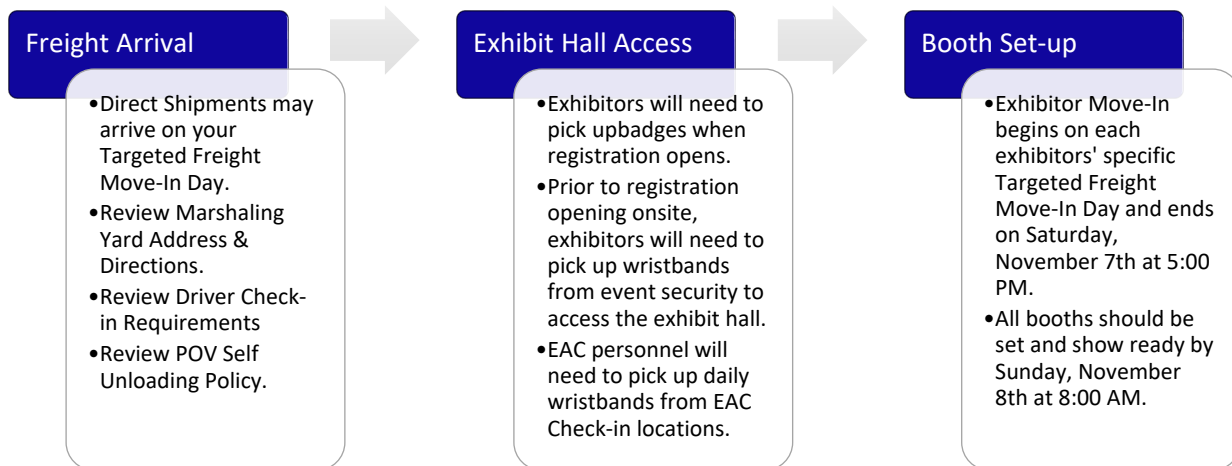 Freight Arrival
•Direct Shipments may
arrive on your
Targeted Freight
Move-In Day.
•Review Marshaling
Yard Address &
Directions.
•Review Driver Check-
in Requirements
•Review POV Self
Unloading Policy.
Exhibit Hall Access
•Exhibitors will need to
pick upbadges when
registration opens.
•Prior to registration
opening onsite,
exhibitors will need to
pick up wristbands
from event security to
access the exhibit hall.
•EAC personnel will
need to pick up daily
wristbands from EAC
Check-in locations.
Booth Set-up
•Exhibitor Move-In
begins on each
exhibitors' specific
Targeted Freight
Move-In Day and ends
on Saturday,
November 7th at 5:00
PM.
•All booths should be
set and show ready by
Sunday, November
8th at 8:00 AM.